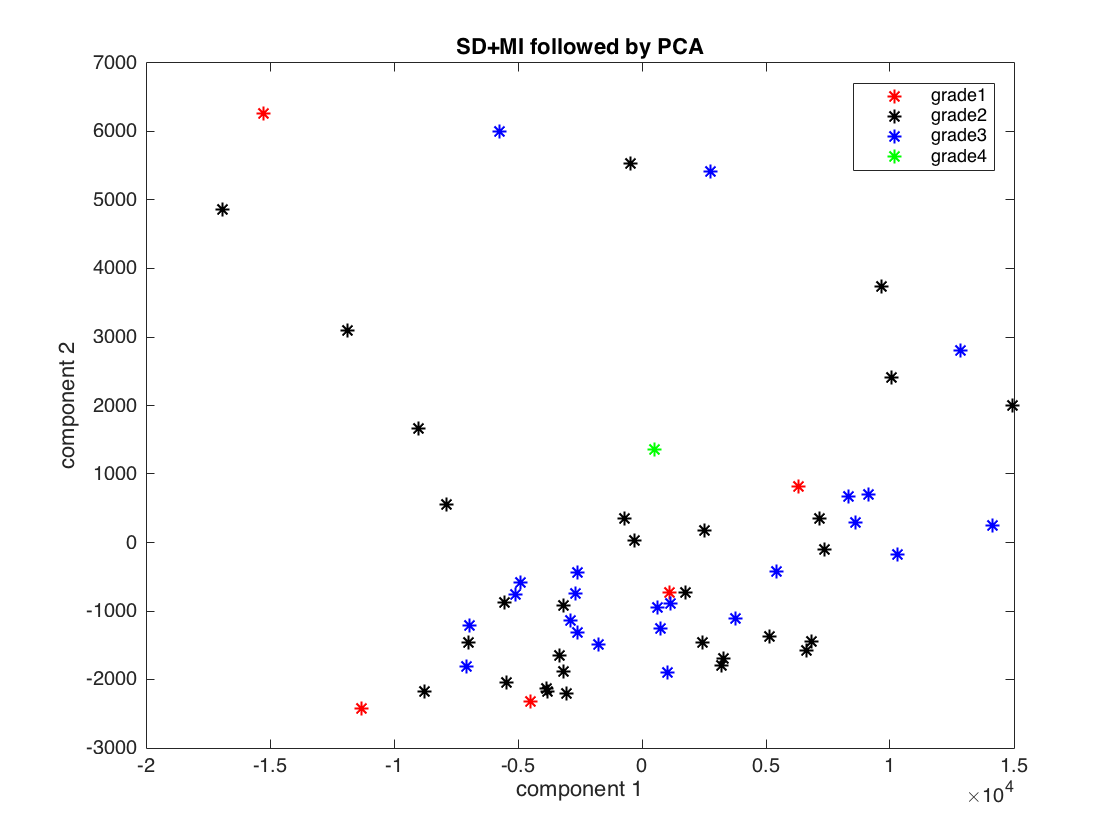 SD+MI followed by PCA
7000
6000
5000
4000
3000
2000
1000
0
-1000
-2000
-3000
component 2
grade1
grade2
grade3
grade4
-2 -1.5 -1 -0.5 0 0.5 1 1.5
component 1
×10⁴